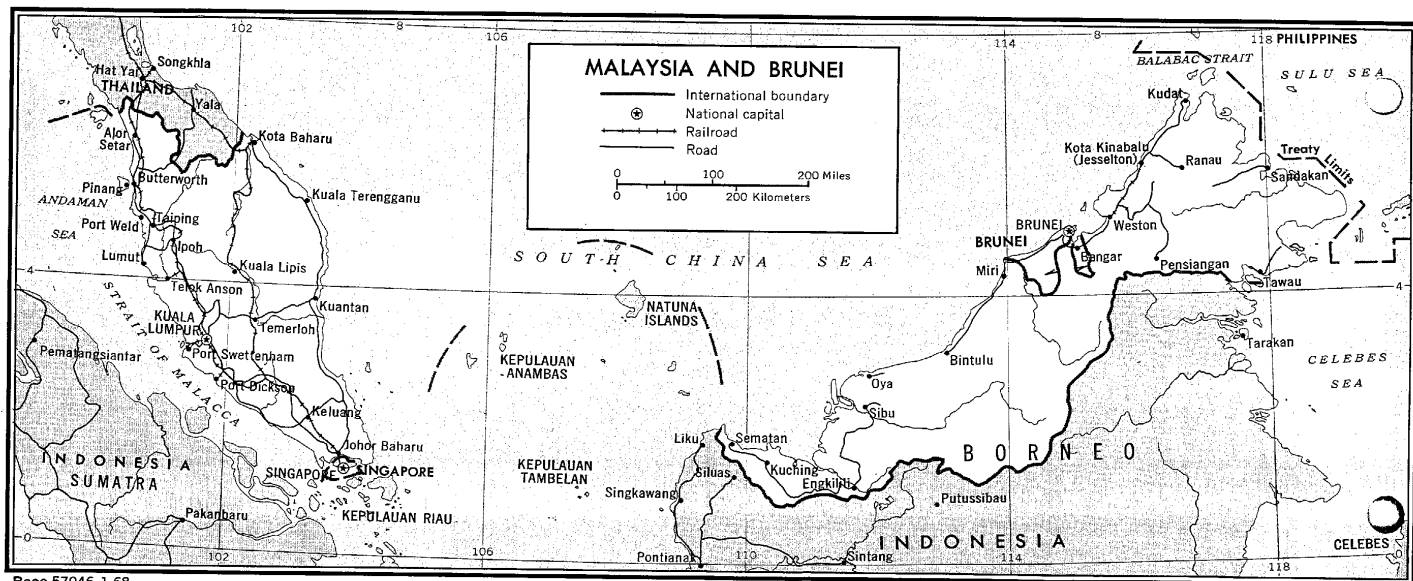 102
8
106
114
8
118
PHILIPPINES
BALABAC STRAIT
SULU SEA
MALAYSIA AND BRUNEI
International boundary
National capital
Railroad
Road
0 100 200 Miles
0 100 200 Kilometers
Hat Yai
Songkhla
THAILAND
Yala
Alor
Setar
Kota Baharu
Pinang
Butterworth
Kuala Terengganu
ANDAMAN
SEA
Port Weld
Taiping
Ipoh
Lumut
Kuala Lipis
4
Telok Anson
Kuantan
KUALA
LUMPUR
Temerloh
STRAIT OF MALACCA
Pematangsiantar
Port Swettenham
Port Dickson
Keluang
Johor Baharu
SINGAPORE
SINGAPORE
INDONESIA
SUMATRA
KEPULAUAN RIAU
Pakanbaru
0
102
SOUTH CHINA SEA
NATUNA
ISLANDS
KEPULAUAN
ANAMBAS
KEPULAUAN
TAMBELAN
106
Kudat
Kota Kinabalu
(Jesselton)
Ranau
Treaty Limits
Sandakan
4
BRUNEI
Weston
BRUNEI
Bangar
Miri
Pensiangan
Tawau
4
Bintulu
Tarakan
CELEBES
SEA
Oya
Sibu
BORNEO
Liku
Sematan
Siluas
Kuching
Engkilili
Singkawang
Putussibau
INDONESIA
Pontianak
110
Sintang
114
118
CELEBES
Base 57046 1-68